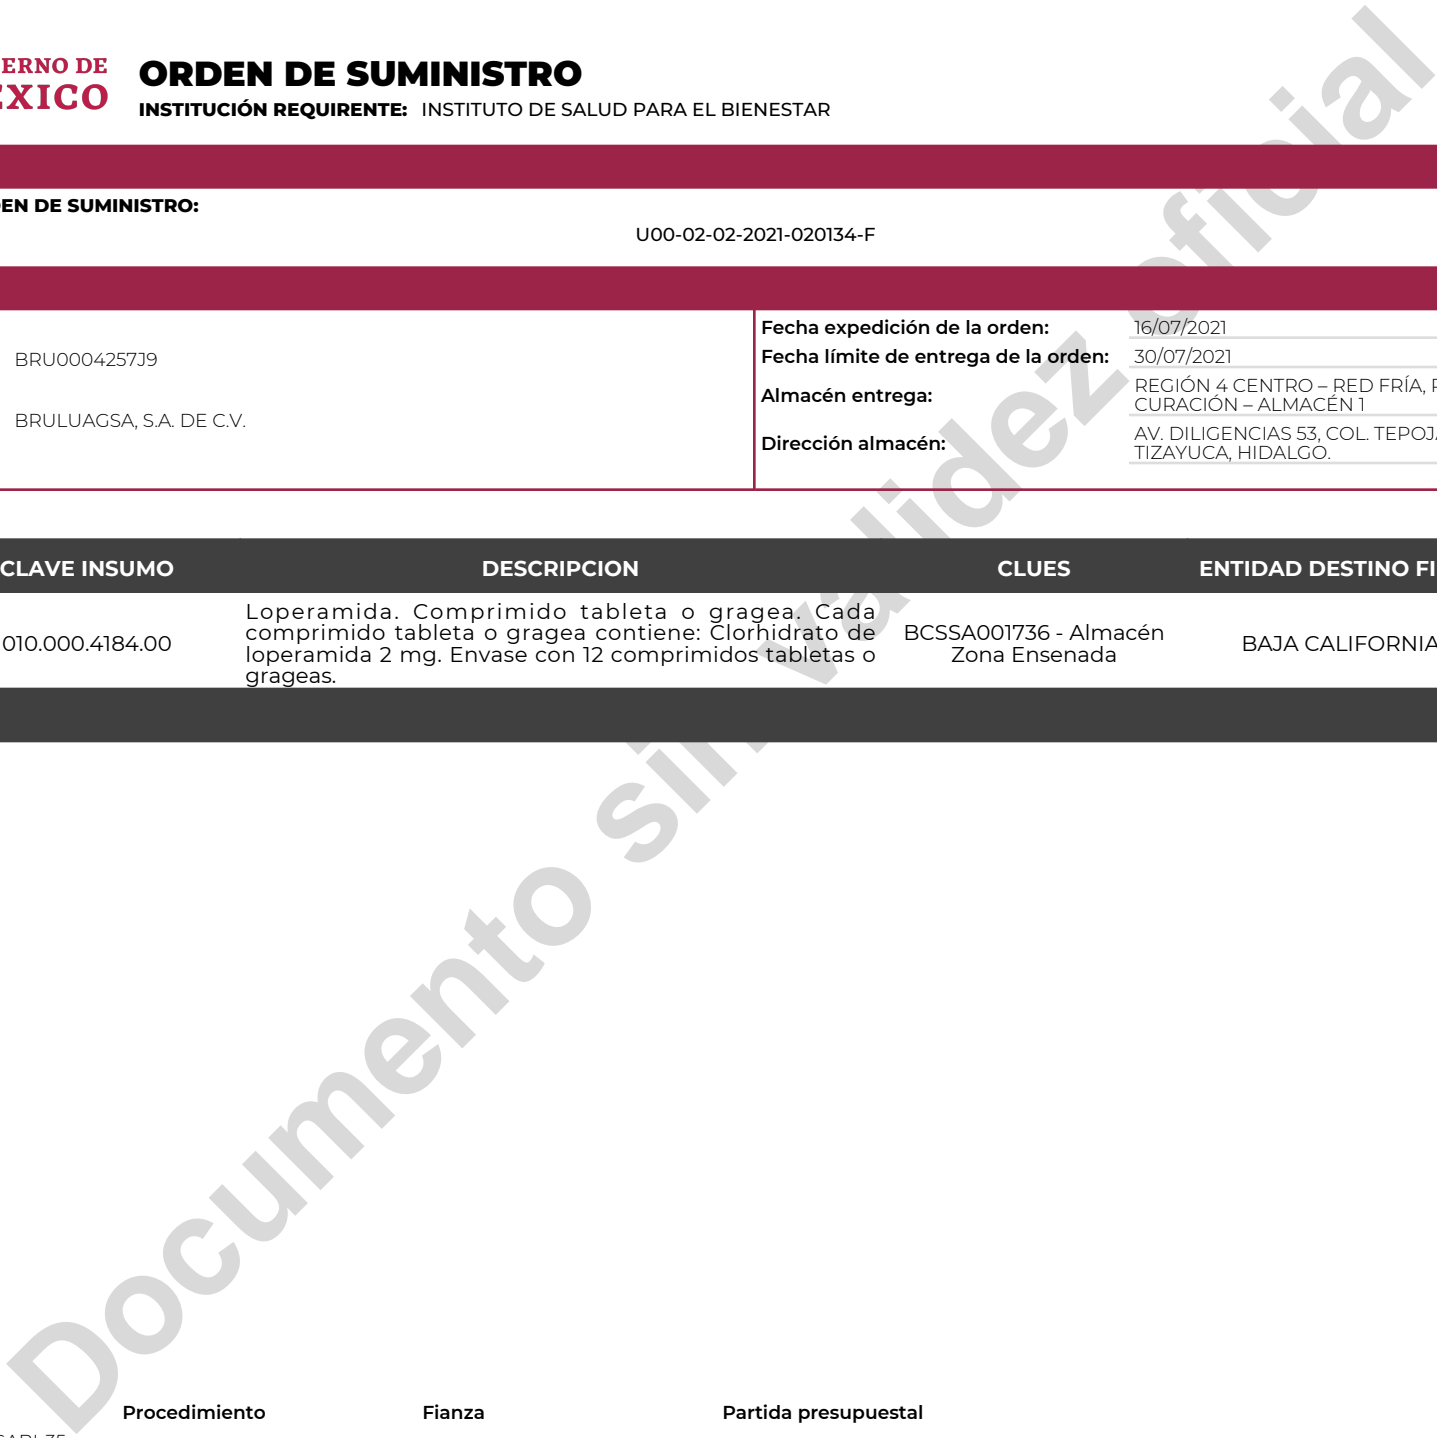 ERNO DE
EXICO
ORDEN DE SUMINISTRO
INSTITUCIÓN REQUIRENTE: INSTITUTO DE SALUD PARA EL BIENESTAR
EN DE SUMINISTRO:
U00-02-02-2021-020134-F
BRU0004257J9
BRULUAGSA, S.A. DE C.V.
Fecha expedición de la orden: 16/07/2021
Fecha límite de entrega de la orden: 30/07/2021
Almacén entrega: REGIÓN 4 CENTRO – RED FRÍA,
CURACIÓN – ALMACÉN 1
Dirección almacén: AV. DILIGENCIAS 53, COL. TEPOJ
TIZAYUCA, HIDALGO.
CLAVE INSUMO DESCRIPCION CLUES ENTIDAD DESTINO FI
010.000.4184.00
Loperamida. Comprimido tableta o gragea. Cada
comprimido tableta o gragea contiene: Clorhidrato de
loperamida 2 mg. Envase con 12 comprimidos tabletas o
grageas.
BCSSA001736 - Almacén
Zona Ensenada
BAJA CALIFORNIA
Documento sin validez oficial
Procedimiento Fianza Partida presupuestal